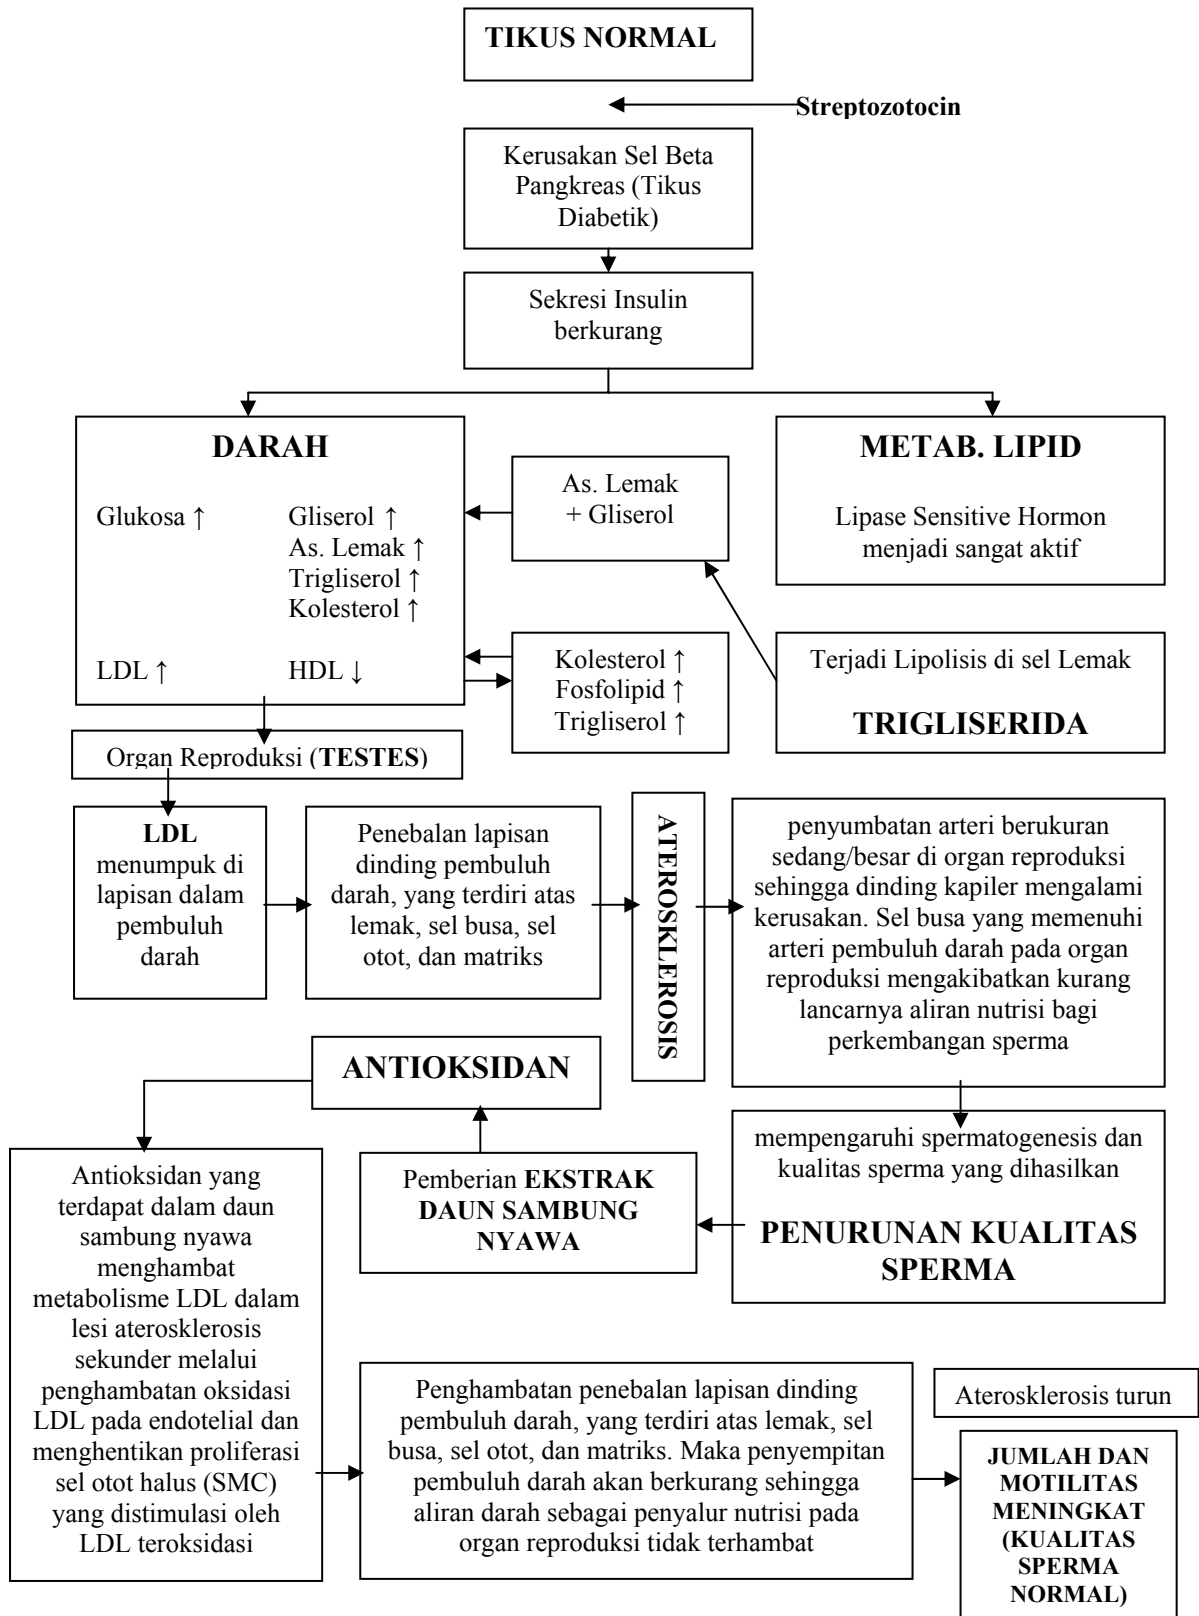 TIKUS NORMAL
Streptozotocin
Kerusakan Sel Beta
Pangkreas (Tikus
Diabetik)
Sekresi Insulin
berkurang
DARAH
Glukosa ↑
Gliserol ↑
As. Lemak ↑
Trigliserol ↑
Kolesterol ↑
LDL ↑
HDL ↓
As. Lemak
+ Gliserol
METAB. LIPID
Lipase Sensitive Hormon
menjadi sangat aktif
Kolesterol ↑
Fosfolipid ↑
Trigliserol ↑
Terjadi Lipolisis di sel Lemak
TRIGLISERIDA
Organ Reproduksi (TESTES)
LDL
menumpuk di
lapisan dalam
pembuluh
darah
Penebalan lapisan
dinding pembuluh
darah, yang terdiri atas
lemak, sel busa, sel
otot, dan matriks
ATEROSKLEROSIS
penyumbatan arteri berukuran
sedang/besar di organ reproduksi
sehingga dinding kapiler mengalami
kerusakan. Sel busa yang memenuhi
arteri pembuluh darah pada organ
reproduksi mengakibatkan kurang
lancarnya aliran nutrisi bagi
perkembangan sperma
mempengaruhi spermatogenesis dan
kualitas sperma yang dihasilkan
PENURUNAN KUALITAS
SPERMA
Pemberian EKSTRAK
DAUN SAMBUNG
NYAWA
ANTIOKSIDAN
Antioksidan yang
terdapat dalam daun
sambung nyawa
menghambat
metabolisme LDL dalam
lesi aterosklerosis
sekunder melalui
penghambatan oksidasi
LDL pada endotelial dan
menghentikan proliferasi
sel otot halus (SMC)
yang distimulasi oleh
LDL teroksidasi
Penghambatan penebalan lapisan dinding
pembuluh darah, yang terdiri atas lemak, sel
busa, sel otot, dan matriks. Maka penyempitan
pembuluh darah akan berkurang sehingga
aliran darah sebagai penyalur nutrisi pada
organ reproduksi tidak terhambat
Aterosklerosis turun
JUMLAH DAN
MOTILITAS
MENINGKAT
(KUALITAS
SPERMA
NORMAL)